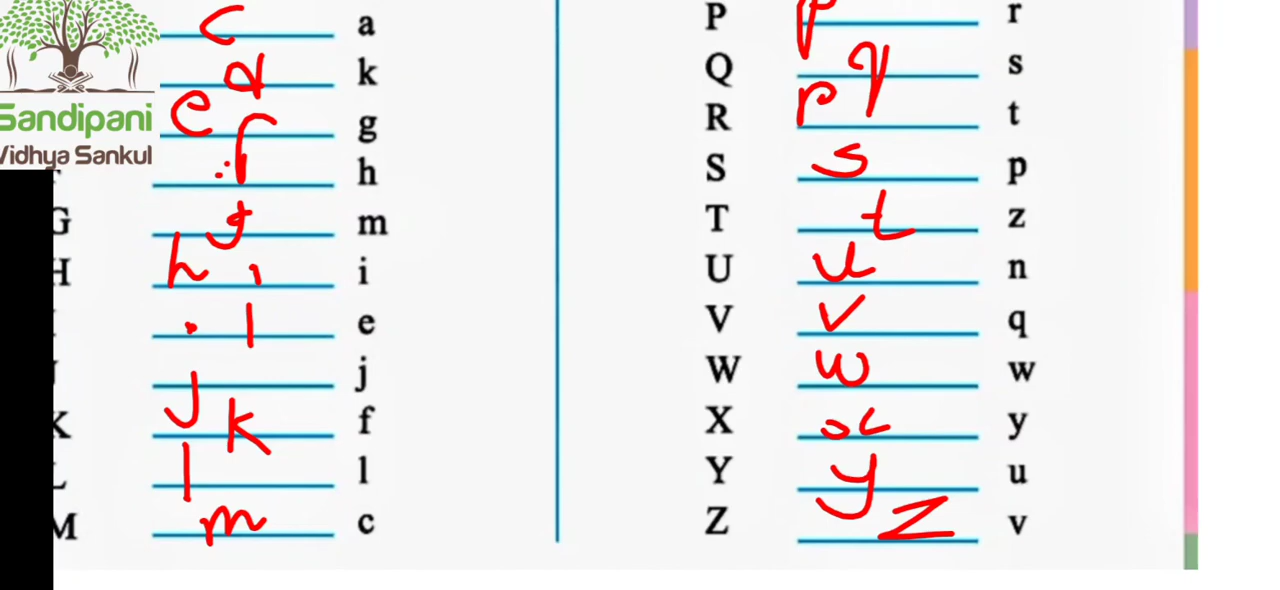 c a
d k
Sandipani e g
Vidhya Sankul f h
G g m
H h i i
l e
j
J
K k f
L l l
M m c
P p r
Q q s
R r t
S s p
T t z
U u n
V v q
W w w
X x y
Y y u
Z z v